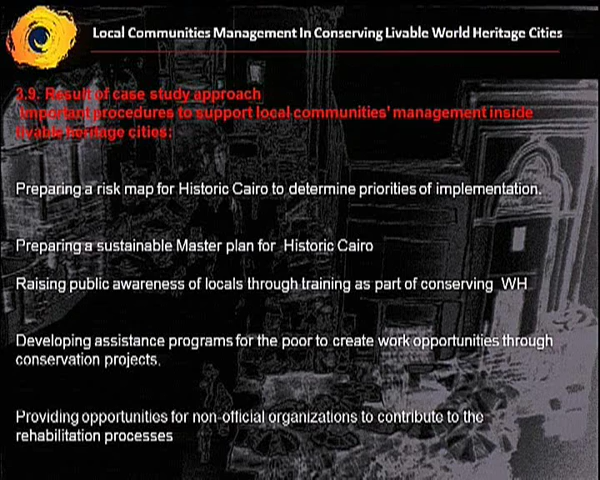 Local Communities Management In Conserving Livable World Heritage Cities
3.9. Result of case study approach
Important procedures to support local communities' management inside
livable heritage cities:
Preparing a risk map for Historic Cairo to determine priorities of implementation.
Preparing a sustainable Master plan for Historic Cairo
Raising public awareness of locals through training as part of conserving WH
Developing assistance programs for the poor to create work opportunities through
conservation projects.
Providing opportunities for non-official organizations to contribute to the
rehabilitation processes